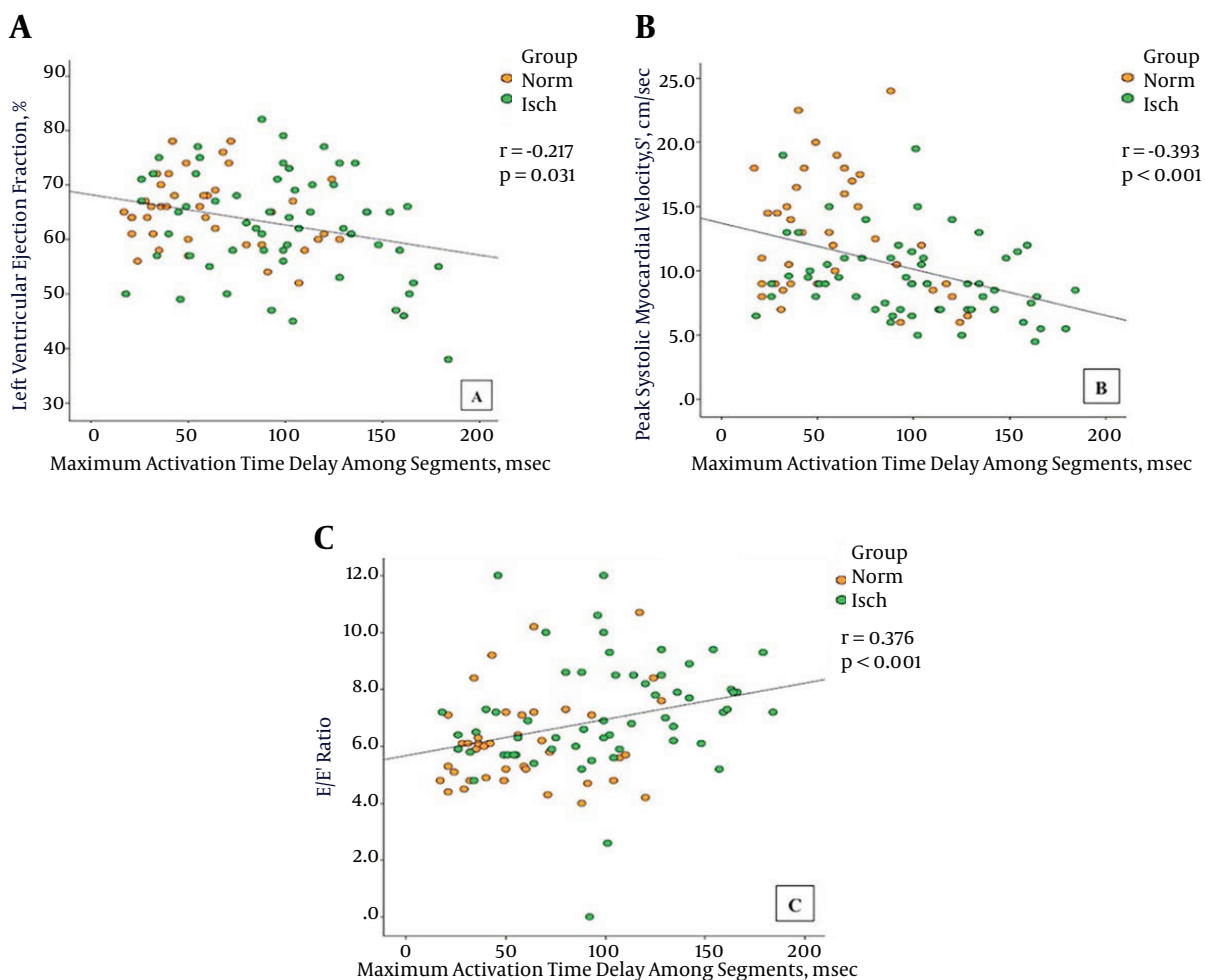 A
Left Ventricular Ejection Fraction, %
90
80
70
60
50
40
30
0 50 100 150 200
Maximum Activation Time Delay Among Segments, msec
Group
Norm
Isch
r = -0.217
p = 0.031
A
B
Peak Systolic Myocardial Velocity,S', cm/sec
25.0
20.0
15.0
10.0
5.0
.0
0 50 100 150 200
Maximum Activation Time Delay Among Segments, msec
Group
Norm
Isch
r = -0.393
p < 0.001
B
C
E/E' Ratio
12.0
10.0
8.0
6.0
4.0
2.0
.0
0 50 100 150 200
Maximum Activation Time Delay Among Segments, msec
Group
Norm
Isch
r = 0.376
p < 0.001
C